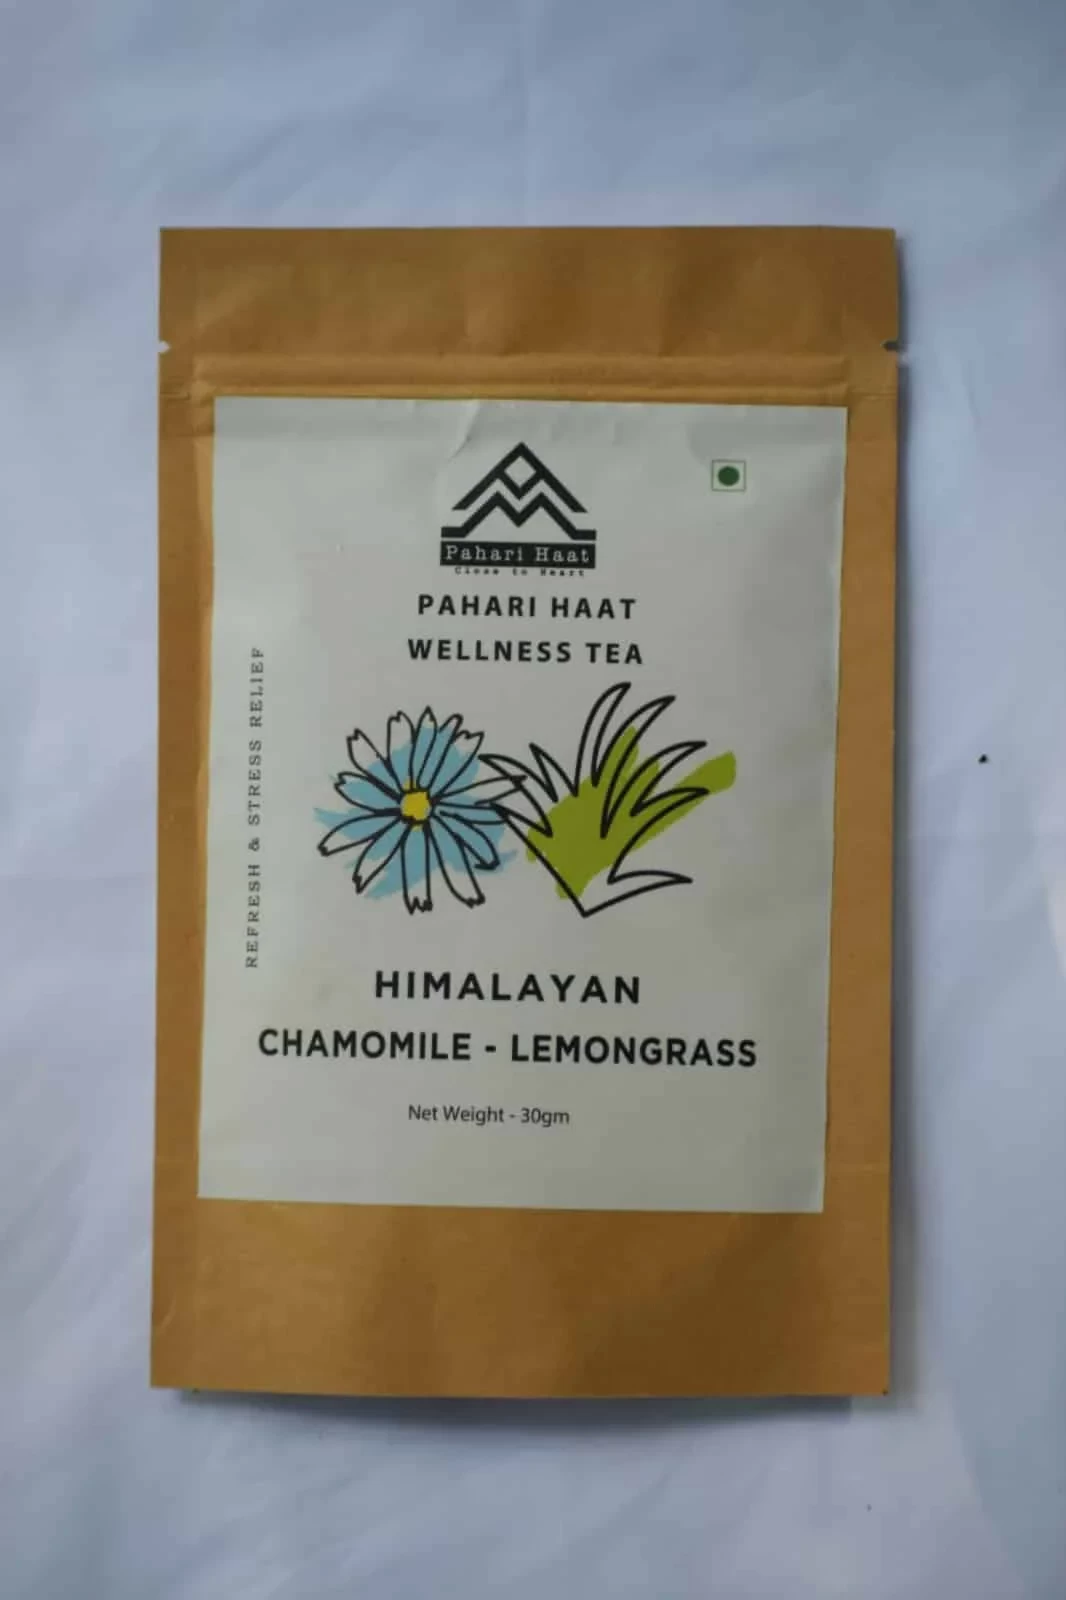 Pahari Haat
Close to Heart
PAHARI HAAT
WELLNESS TEA
REFRESH & STRESS RELIEF
HIMALAYAN
CHAMOMILE - LEMONGRASS
Net Weight - 30gm